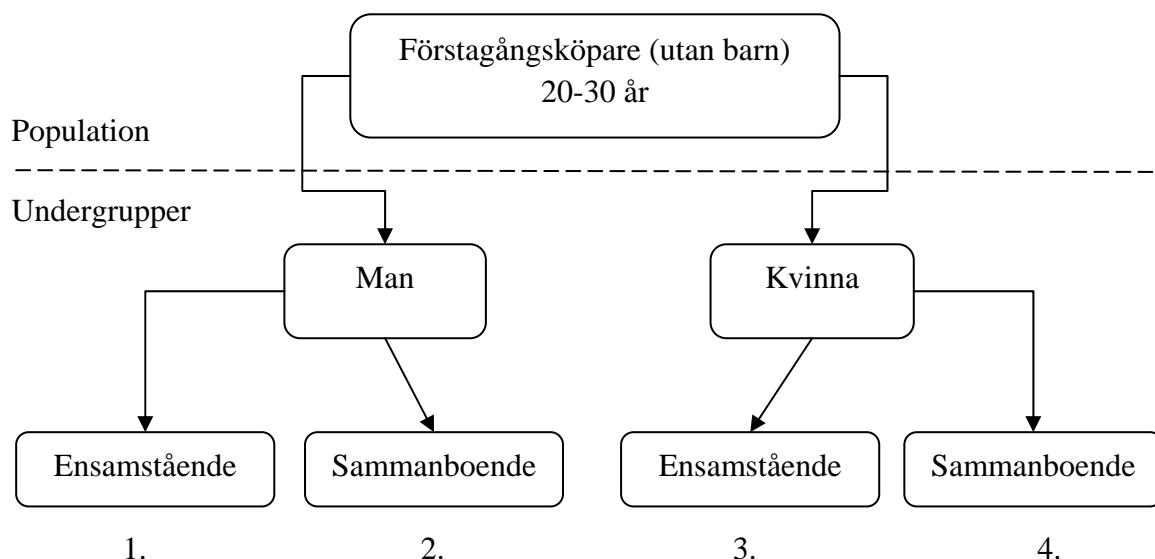 Förstagångsköpare (utan barn)
20-30 år
Population
Undergrupper
Man
Kvinna
Ensamstående
Sammanboende
Ensamstående
Sammanboende
1.
2.
3.
4.